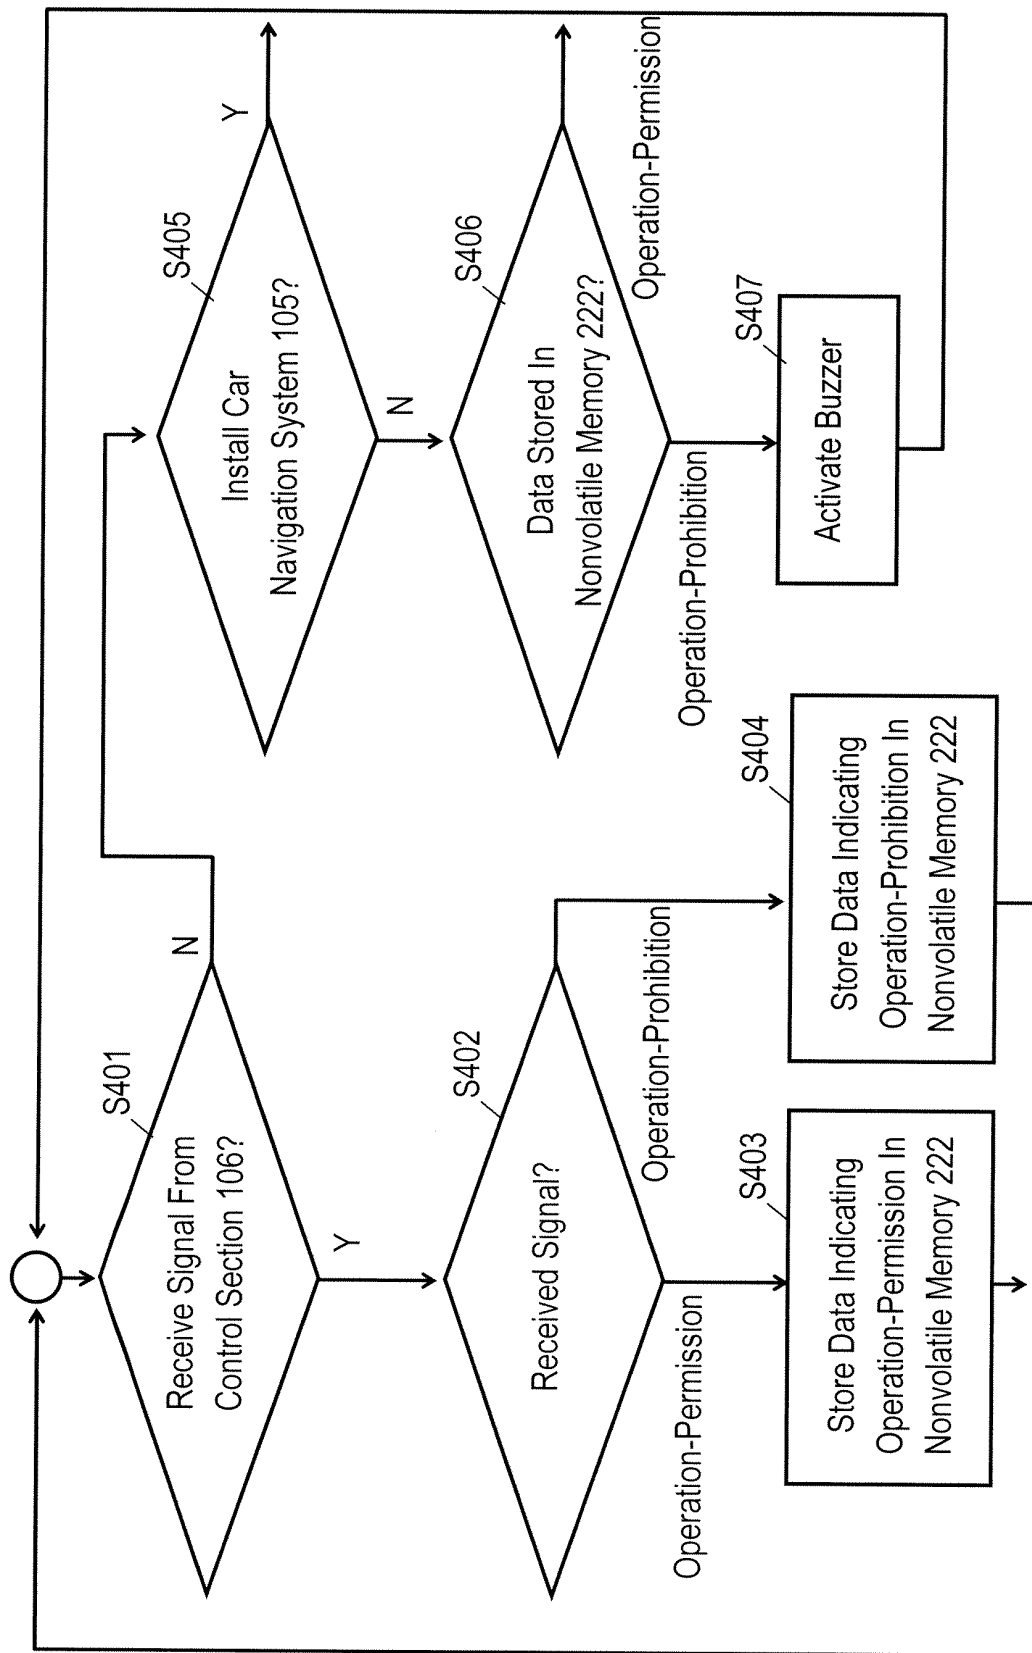 S401
Receive Signal From
Control Section 106?
N
Y
S402
Received Signal?
Operation-Permission
Operation-Prohibition
S403
Store Data Indicating
Operation-Permission In
Nonvolatile Memory 222
S404
Store Data Indicating
Operation-Prohibition In
Nonvolatile Memory 222
S405
Install Car
Navigation System 105?
Y
N
S406
Data Stored In
Nonvolatile Memory 222?
Operation-Prohibition
Operation-Permission
S407
Activate Buzzer